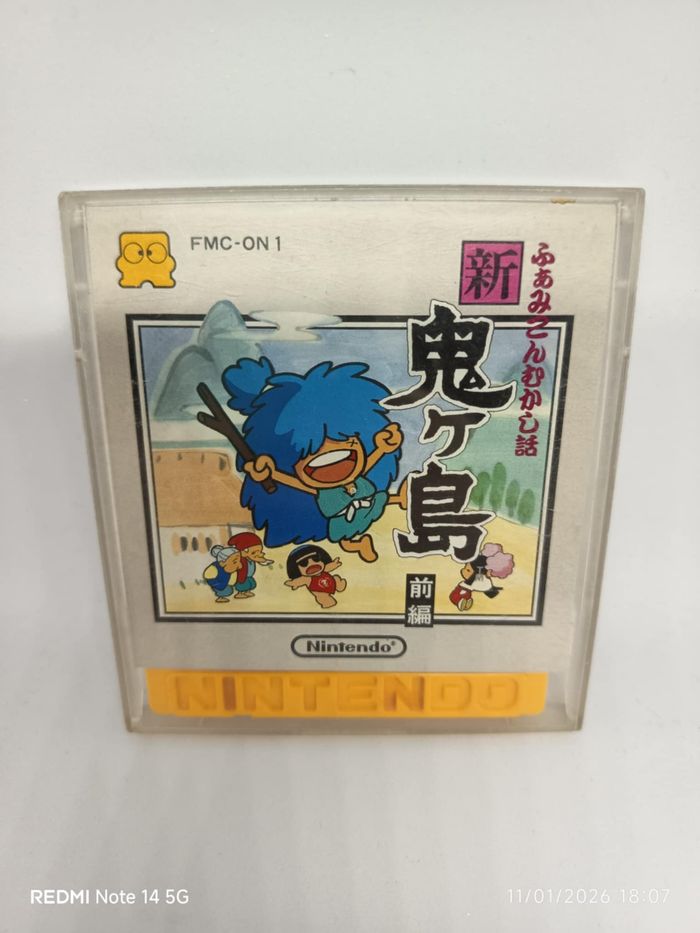 FMC-ON1
ふぁみこんむかし話
新
鬼ヶ島
前編
Nintendo®
NINTENDO
REDMI Note 14 5G
11/01/2026 18:07